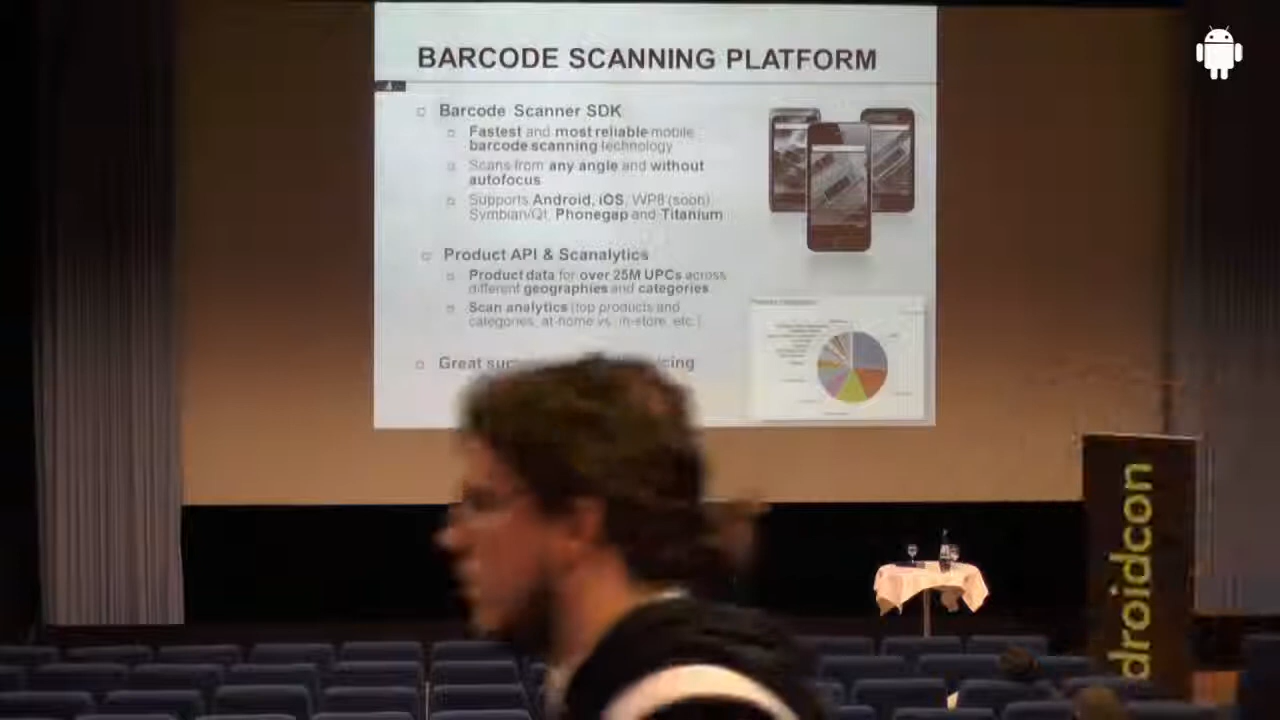 BARCODE SCANNING PLATFORM
4
Barcode Scanner SDK
Fastest and most reliable mobile
barcode scanning technology
Scans from any angle and without
autofocus
Supports Android, iOS, WP8 (soon)
Symbian/Qt, Phonegap and Titanium
Product API & Scanalytics
Product data for over 25M UPCs across
different geographies and categories
Scan analytics (top products and
categories, at-home vs. in-store, etc.)
Great
droidcon